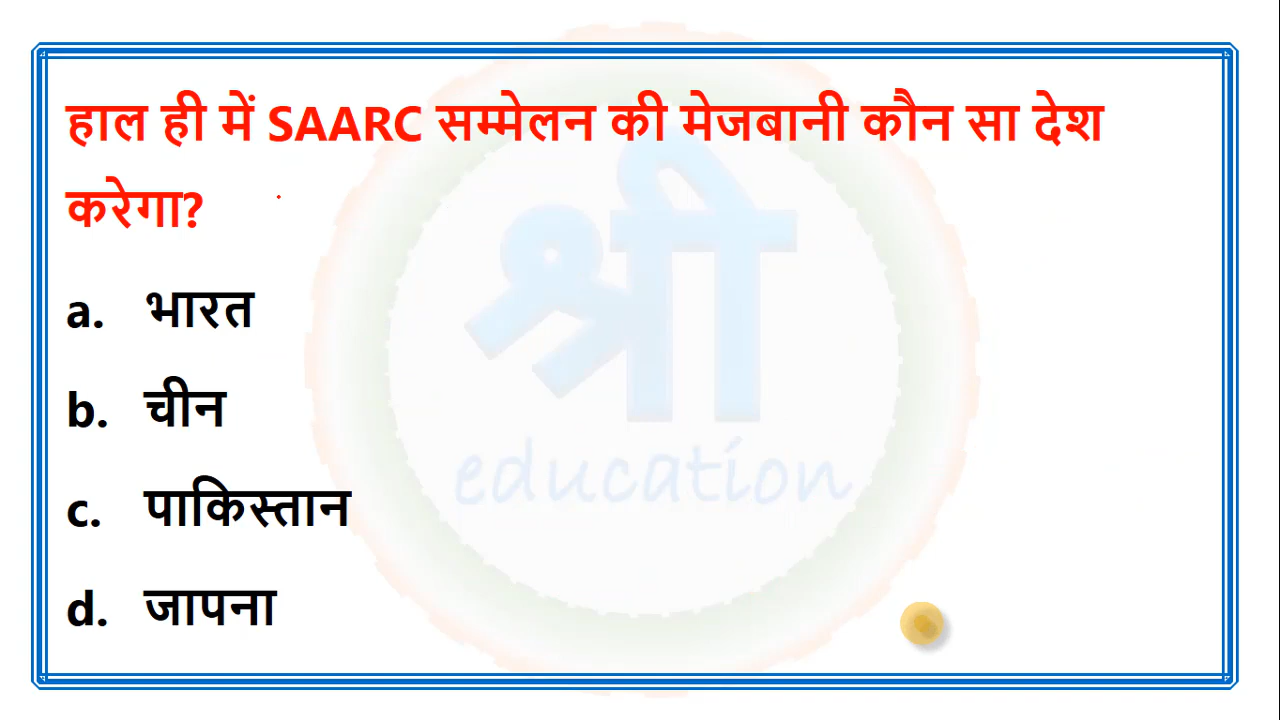 हाल ही में SAARC सम्मेलन की मेजबानी कौन सा देश
करेगा?
a. भारत
b. चीन
c. पाकिस्तान
d. जापना
श्री
education